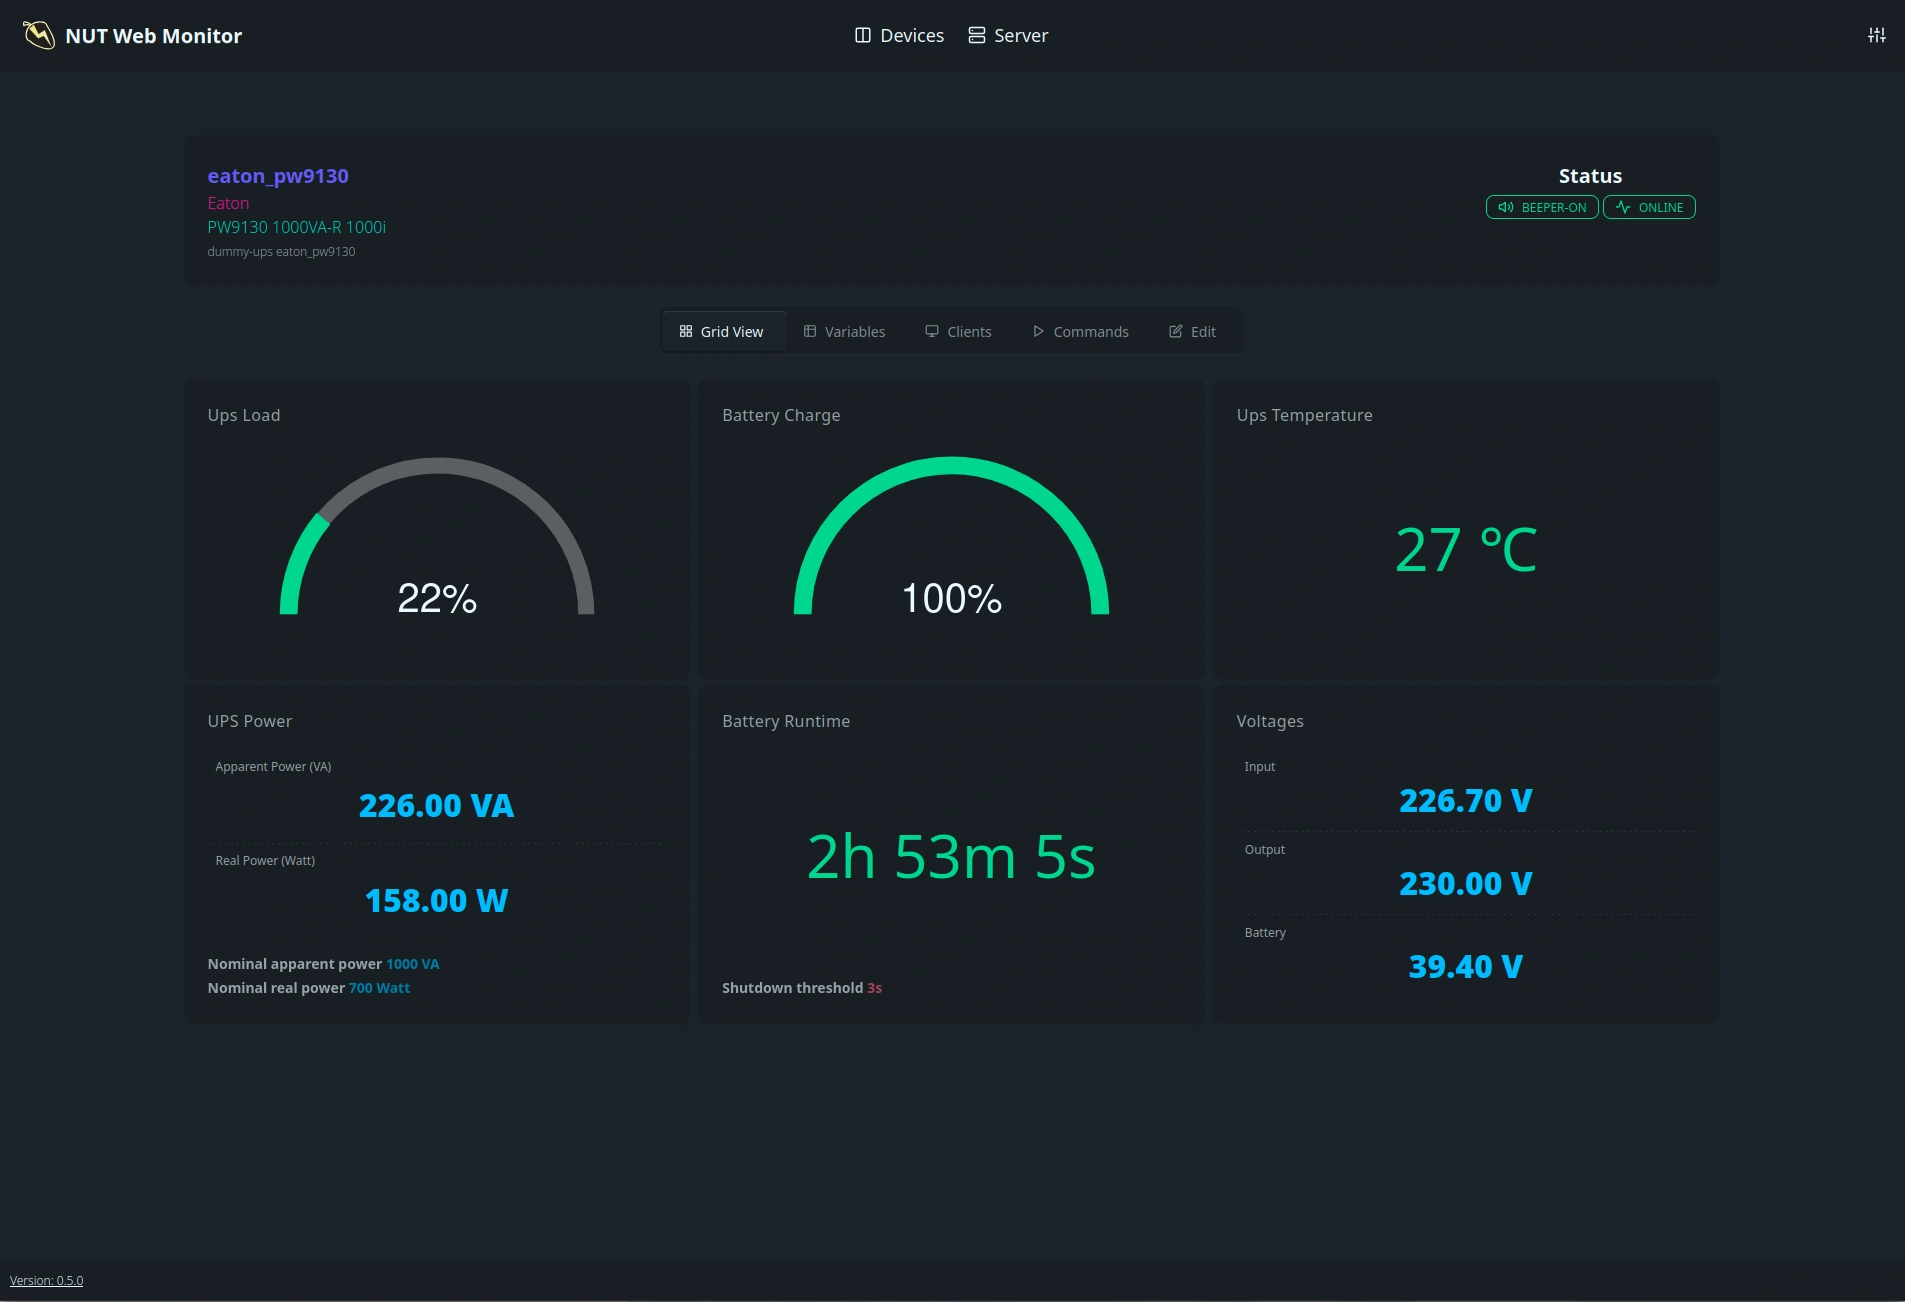 NUT Web Monitor
Devices
Server
eaton_pw9130
Eaton
PW9130 1000VA-R 1000i
dummy-ups eaton_pw9130
Status
BEEPER-ON
ONLINE
Grid View
Variables
Clients
Commands
Edit
Ups Load
22%
Battery Charge
100%
Ups Temperature
27 °C
UPS Power
Apparent Power (VA)
226.00 VA
Real Power (Watt)
158.00 W
Nominal apparent power 1000 VA
Nominal real power 700 Watt
Battery Runtime
2h 53m 5s
Shutdown threshold 3s
Voltages
Input
226.70 V
Output
230.00 V
Battery
39.40 V
Version: 0.5.0